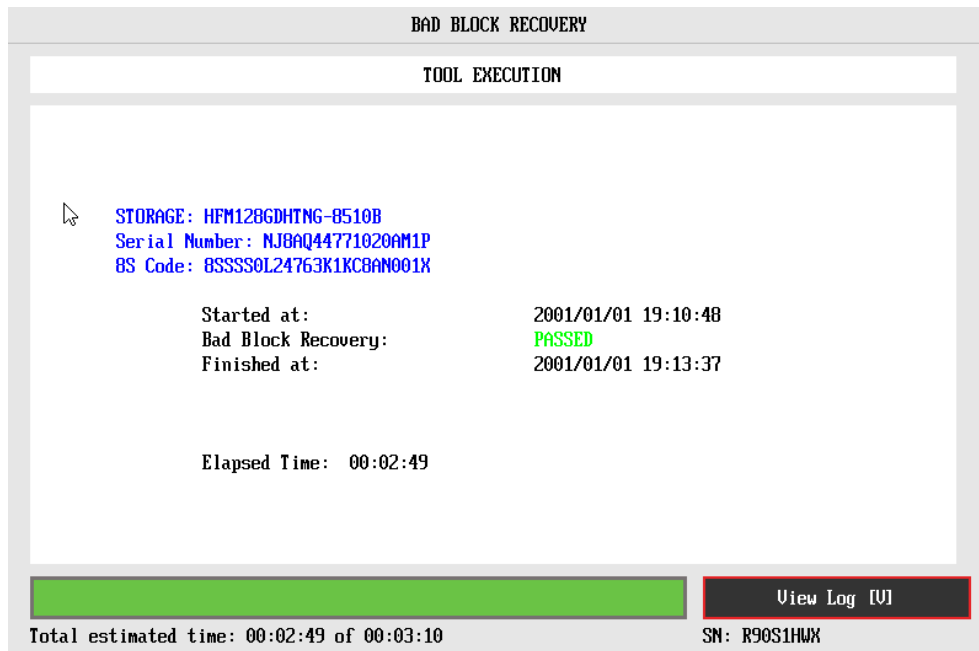 BAD BLOCK RECOVERY
TOOL EXECUTION
STORAGE: HFM128GDHTNG-8510B
Serial Number: NJ8AQ44771020AM1P
8S Code: 8SSSS0L24763K1KC8AN001X
Started at: 2001/01/01 19:10:48
Bad Block Recovery: PASSED
Finished at: 2001/01/01 19:13:37
Elapsed Time: 00:02:49
View Log [V]
Total estimated time: 00:02:49 of 00:03:10
SN: R90S1HWX